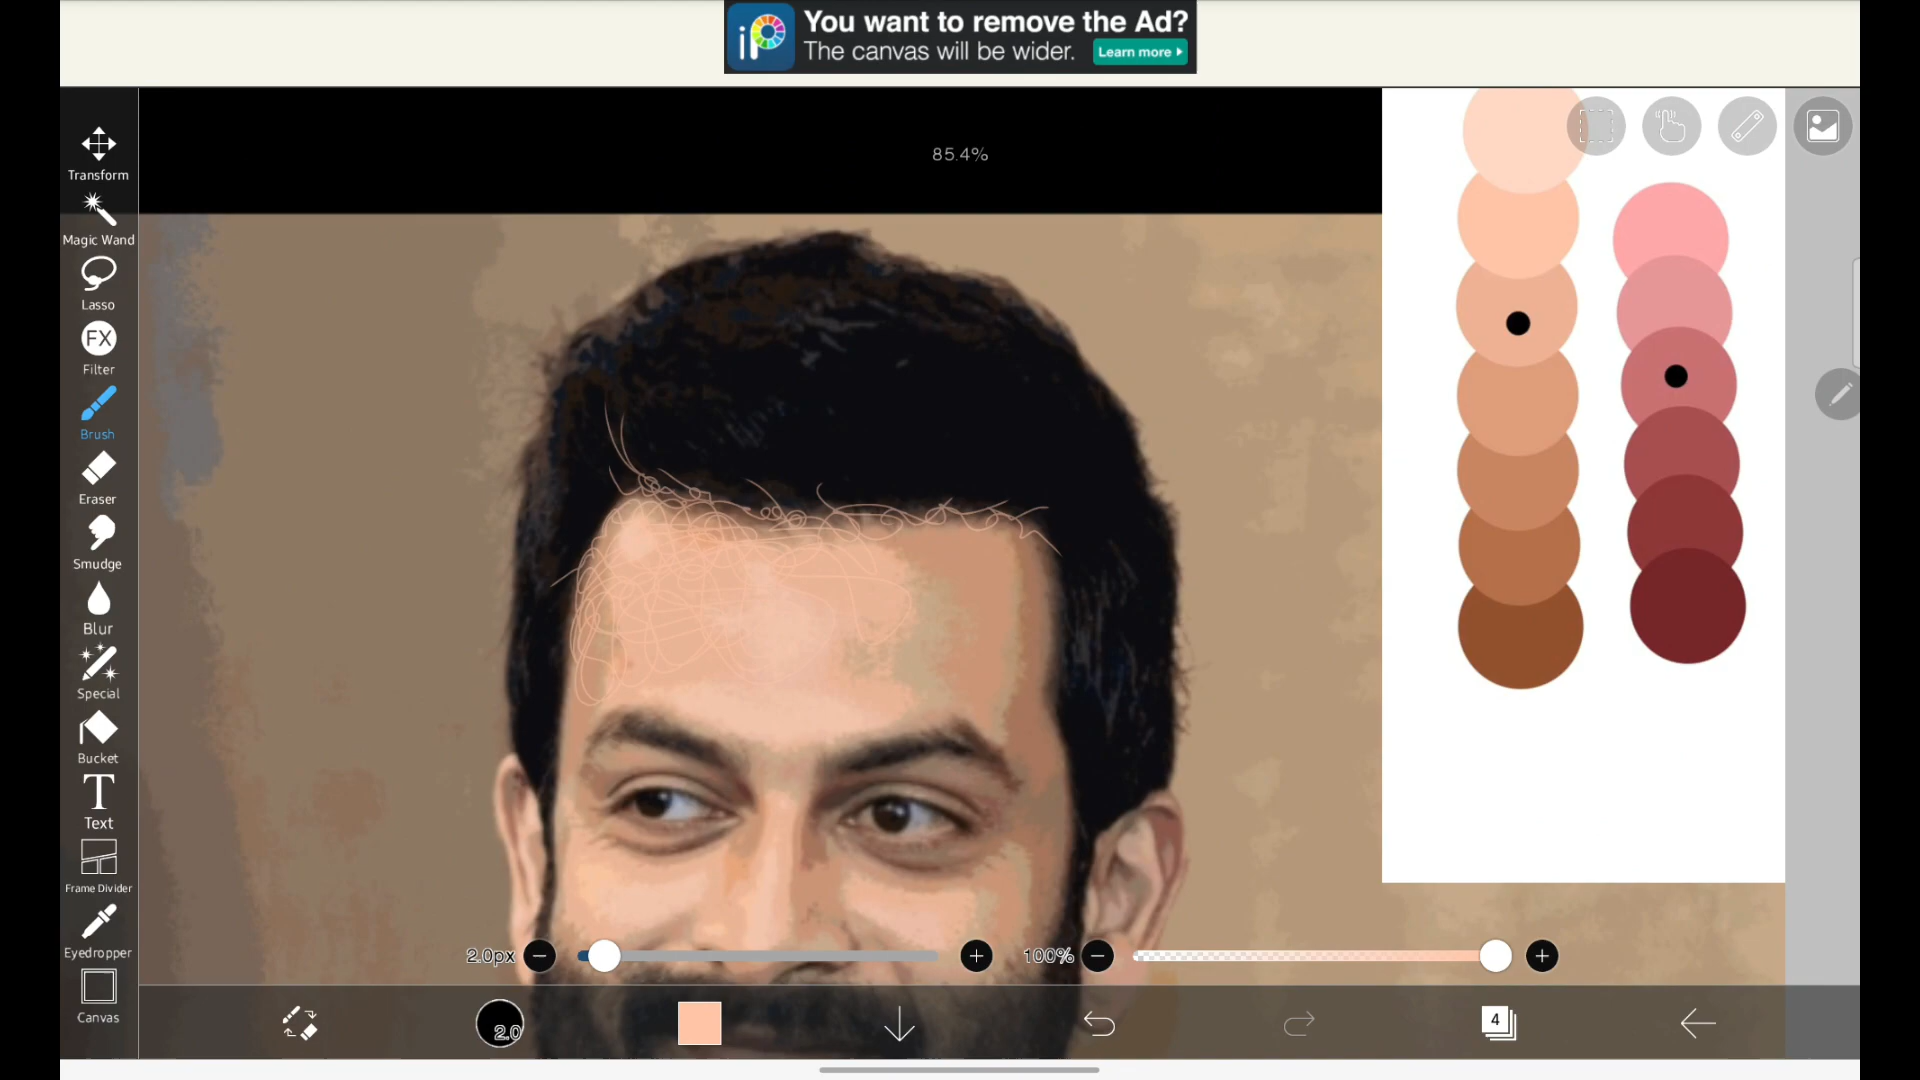 iP
You want to remove the Ad?
The canvas will be wider.
Learn more
85.4%
Transform
Magic Wand
Lasso
FX
Filter
Brush
Eraser
Smudge
Blur
Special
Bucket
T
Text
Frame Divider
Eyedropper
Canvas
2.0px
100%
2.0
4